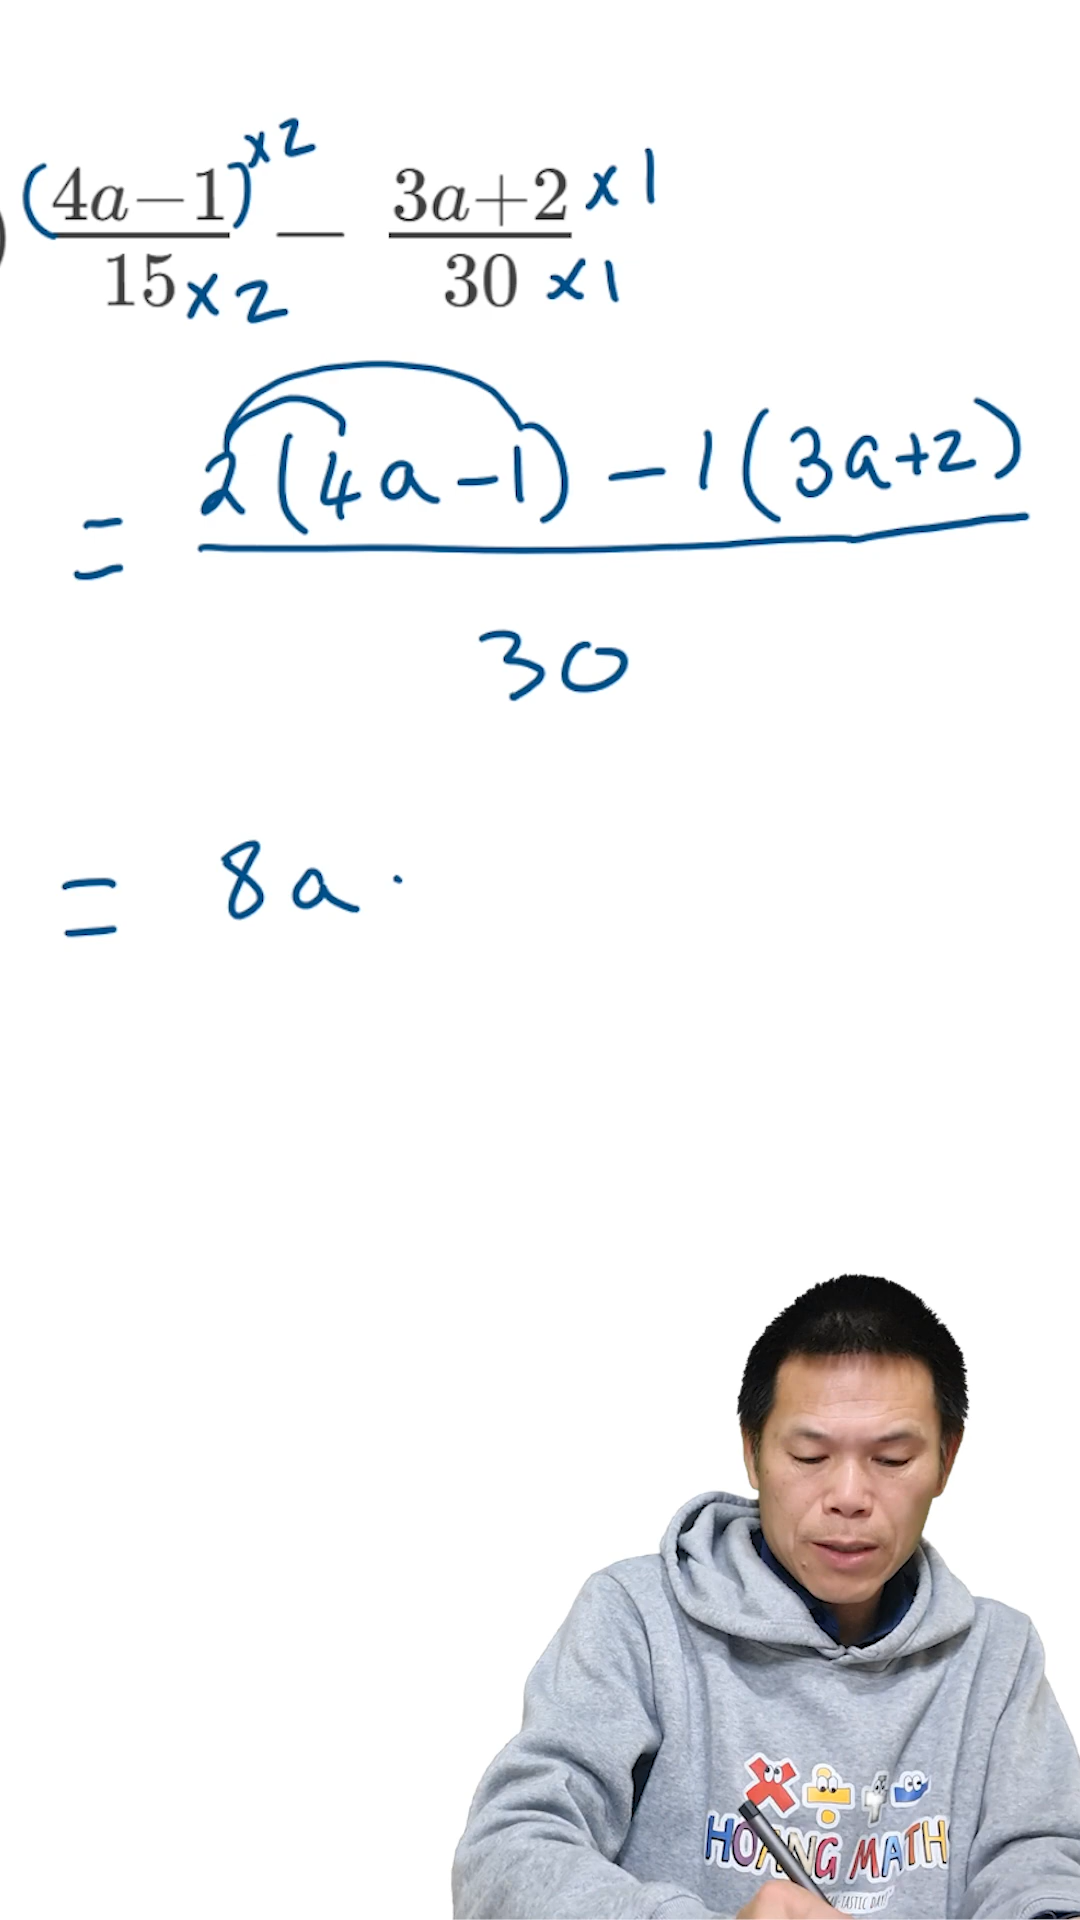 (4a−1)^×2 − 3a+2 ×1
15 ×2 30 ×1
= 2(4a−1) − 1(3a+2)
30
= 8a ·
HOANG MATH